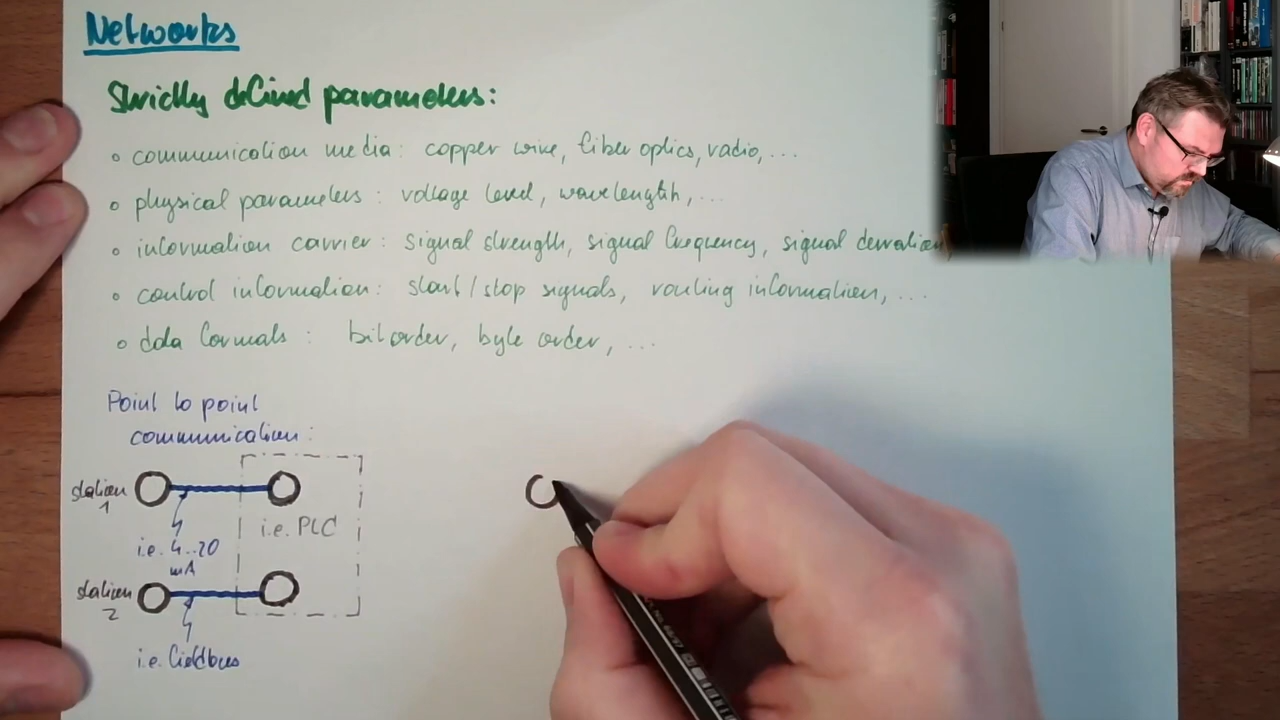 Networks
Strictly defined parameters:
communication media: copper wire, fiber optics, radio, ...
physical parameters: voltage level, wavelength, ...
information carrier: signal strength, signal frequency, signal
control information: start/stop signals, routing information, ...
data formats: bit order, byte order, ...
Point to point
communication:
station
1
i.e. PLC
i.e. 4..20
mA
station
2
i.e. fieldbus